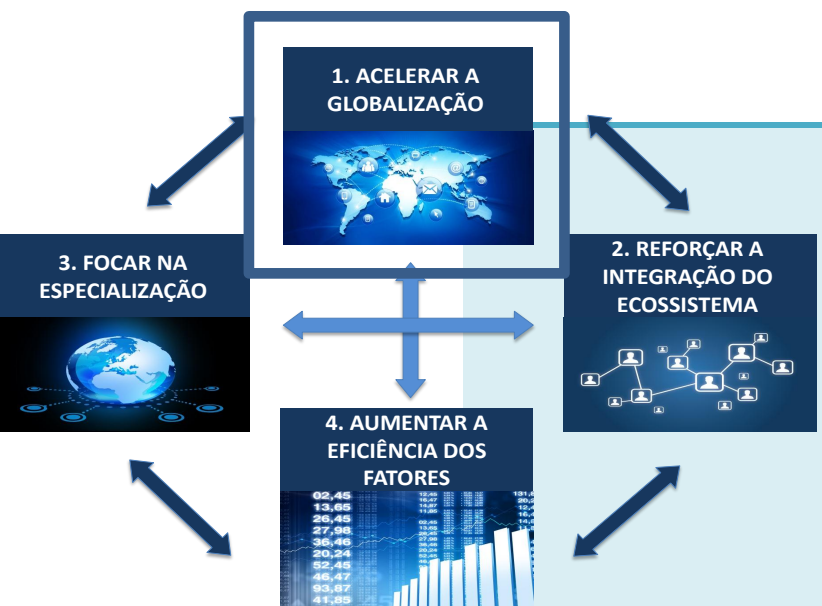 1. ACELERAR A
GLOBALIZAÇÃO
3. FOCAR NA
ESPECIALIZAÇÃO
2. REFORÇAR A
INTEGRAÇÃO DO
ECOSSISTEMA
4. AUMENTAR A
EFICIÊNCIA DOS
FATORES
02,45
13,65
26,45
27,98
36,46
20,24
52,45
46,47
93,87
41,85